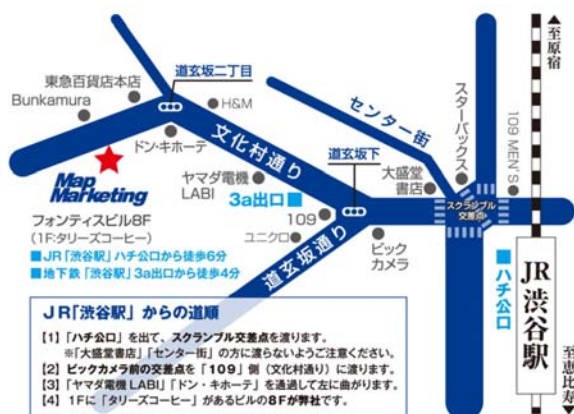 ▲至原宿
道玄坂二丁目
東急百貨店本店
Bunkamura
H&M
ドン・キホーテ
文化村通り
センター街
スターバックス
109 MEN'S
道玄坂下
大盛堂
書店
スクランブル
交差点
ヤマダ電機
LABI
3a出口
109
ユニクロ
道玄坂通り
ビック
カメラ
ハチ公口
JR渋谷駅
至恵比寿▼
Map
Marketing
フォンティスビル8F
(1F:タリーズコーヒー)
■JR「渋谷駅」ハチ公口から徒歩6分
■地下鉄「渋谷駅」3a出口から徒歩4分
JR「渋谷駅」からの道順
【1】「ハチ公口」を出て、スクランブル交差点を渡ります。
※「大盛堂書店」「センター街」の方に渡らないようご注意ください。
【2】ビックカメラ前の交差点を「109」側(文化村通り)に渡ります。
【3】「ヤマダ電機LABI」「ドン・キホーテ」を通過して左に曲がります。
【4】1Fに「タリーズコーヒー」があるビルの8Fが弊社です。